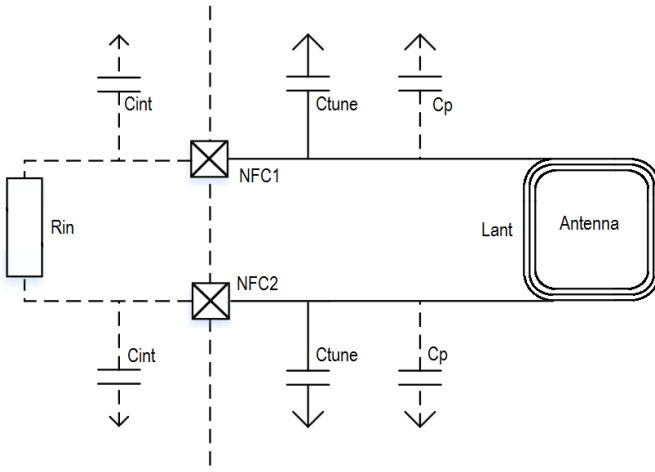 Cint
Ctune
Cp
NFC1
Rin
Lant
Antenna
NFC2
Cint
Ctune
Cp